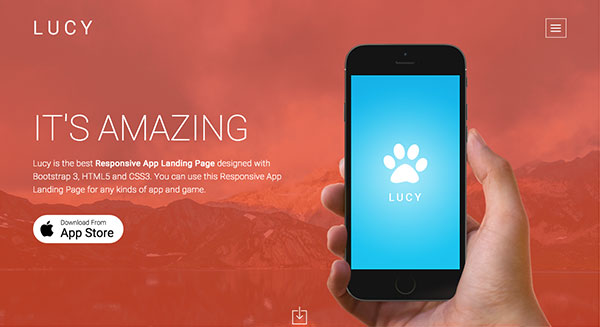 LUCY
IT'S AMAZING
Lucy is the best Responsive App Landing Page designed with
Bootstrap 3, HTML5 and CSS3. You can use this Responsive App
Landing Page for any kinds of app and game.
Download From
App Store
LUCY